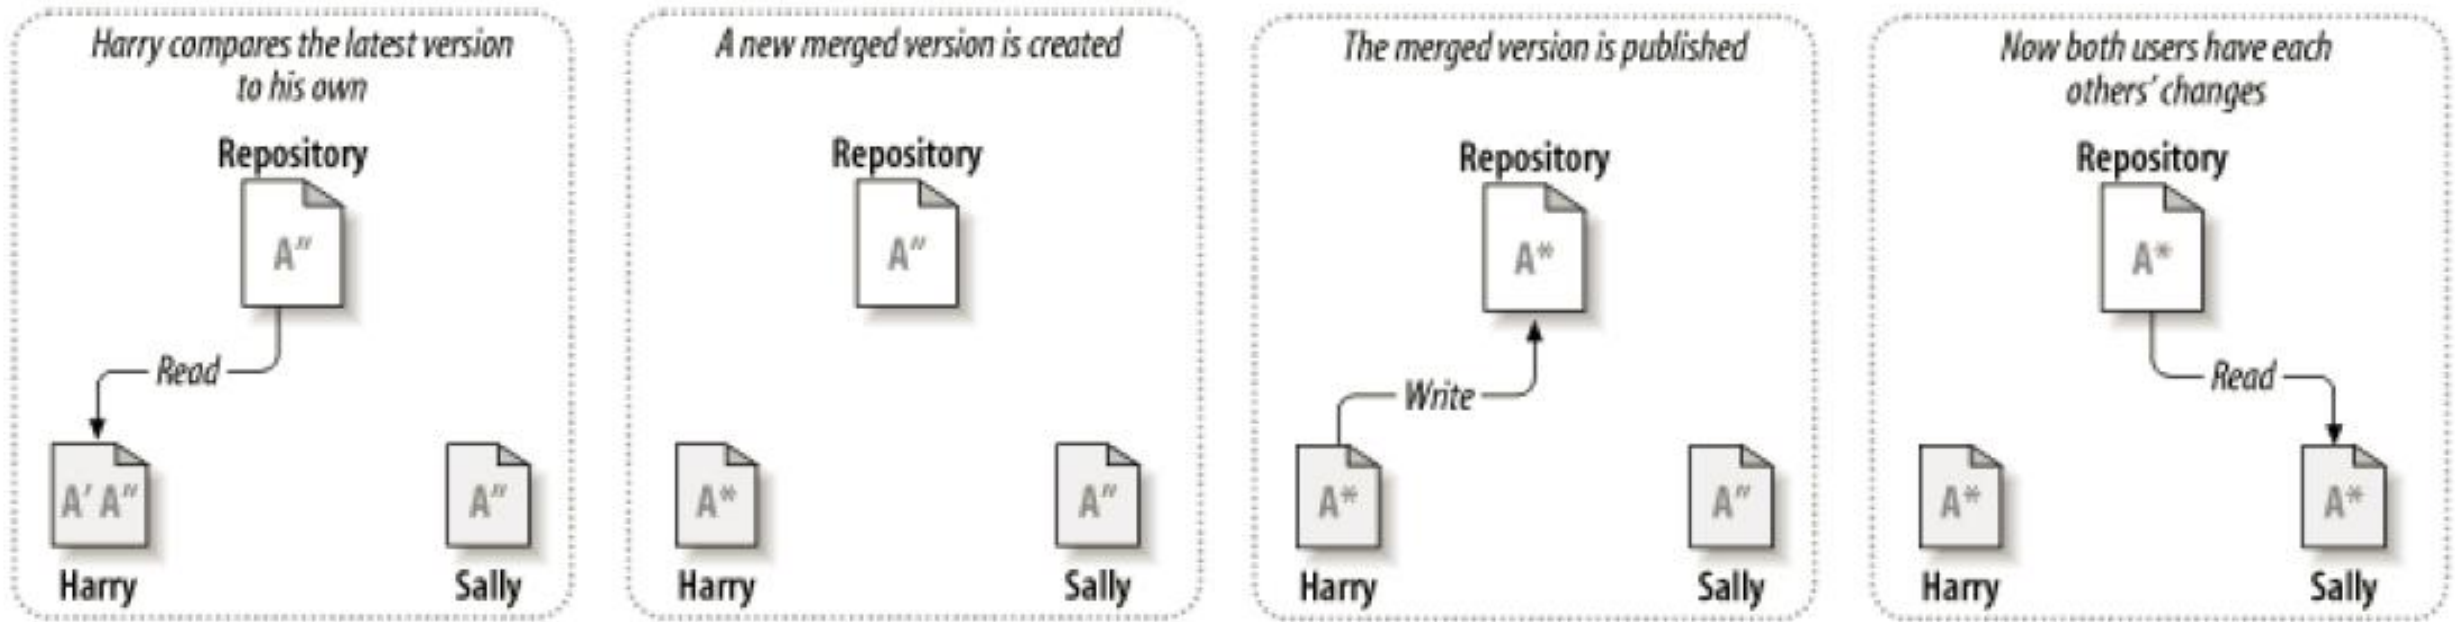 Harry compares the latest version
to his own
Repository
A″
Read
A′ A″
A″
Harry
Sally
A new merged version is created
Repository
A″
A*
A″
Harry
Sally
The merged version is published
Repository
A*
Write
A*
A″
Harry
Sally
Now both users have each
others’ changes
Repository
A*
Read
A*
A*
Harry
Sally